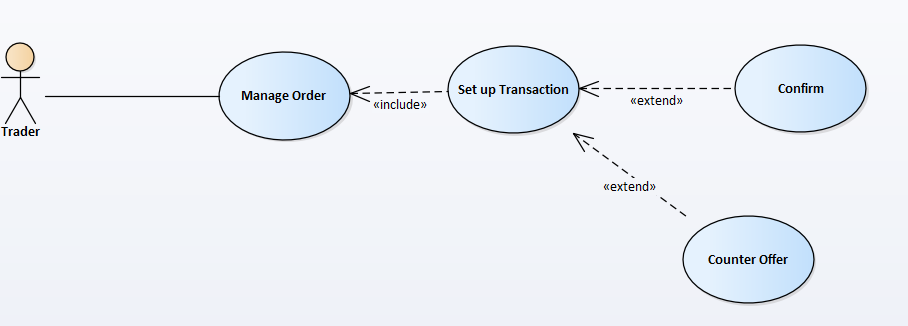 Trader
Manage Order
«include»
Set up Transaction
«extend»
Confirm
«extend»
Counter Offer